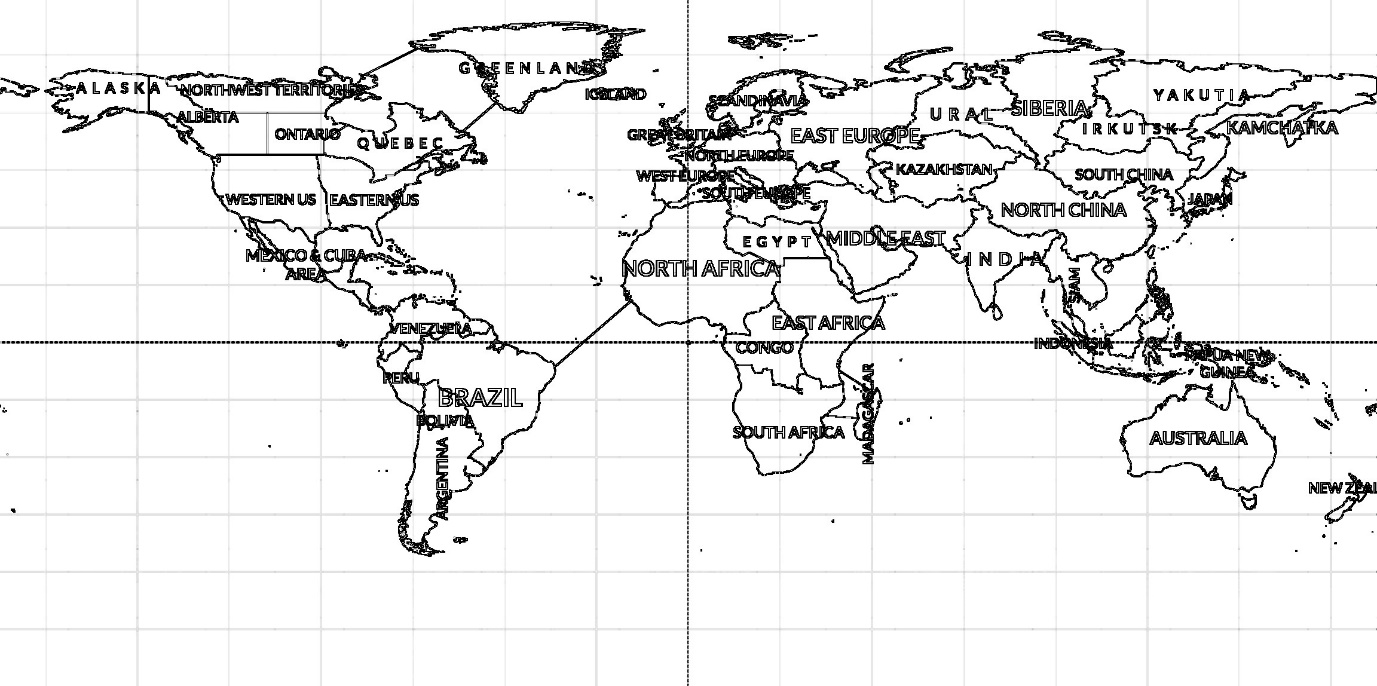 GREENLAND
ALASKA
NORTHWEST TERRITORIES
ICELAND
SCANDINAVIA
YAKUTIA
SIBERIA
URAL
ALBERTA
ONTARIO
QUEBEC
GREAT BRITAIN
EAST EUROPE
IRKUTSK
KAMCHATKA
NORTH EUROPE
KAZAKHSTAN
WEST EUROPE
SOUTH CHINA
SOUTH EUROPE
WESTERN US
EASTERN US
JAPAN
NORTH CHINA
EGYPT
MIDDLE EAST
MEXICO & CUBA
AREA
INDIA
NORTH AFRICA
SIAM
VENEZUELA
EAST AFRICA
CONGO
INDONESIA
PAPUA NEW
GUINEA
PERU
BRAZIL
BOLIVIA
MADAGASCAR
SOUTH AFRICA
AUSTRALIA
ARGENTINA
NEW ZEAL